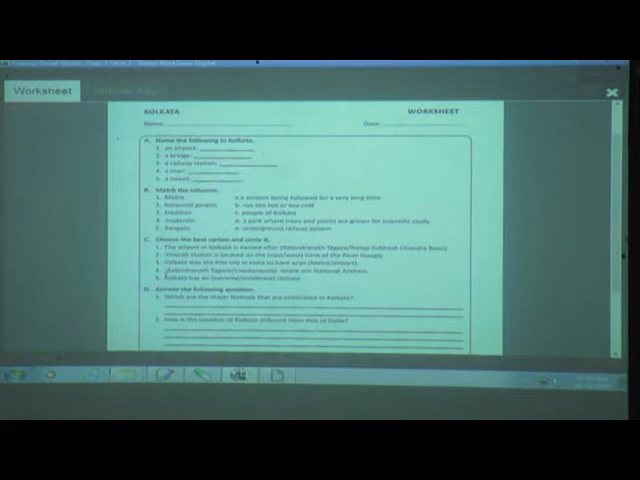 Worksheet
Answer Key
KOLKATA
WORKSHEET
Name:
Date:
A. Name the following in Kolkata.
1. an airport:
2. a bridge:
3. a railway station:
4. a river:
5. a sweet:
B. Match the columns.
1. Metro a. a custom being followed for a very long time
2. botanical garden b. not too hot or too cold
3. tradition c. people of Kolkata
4. moderate d. a park where trees and plants are grown for scientific study
5. Bangalis e. underground railway system
C. Choose the best option and circle it.
1. The airport in Kolkata is named after (Rabindranath Tagore/Netaji Subhash Chandra Bose).
2. Howrah station is located on the (east/west) bank of the River Hoogly.
3. Kolkata was the first city in India to have a/an (Metro/airport).
4. (Rabindranath Tagore/Vivekananda) wrote our National Anthem.
5. Kolkata has an (extreme/moderate) climate.
D. Answer the following question.
1. Which are the major festivals that are celebrated in Kolkata?
2. How is the weather of Kolkata different from that of Delhi?